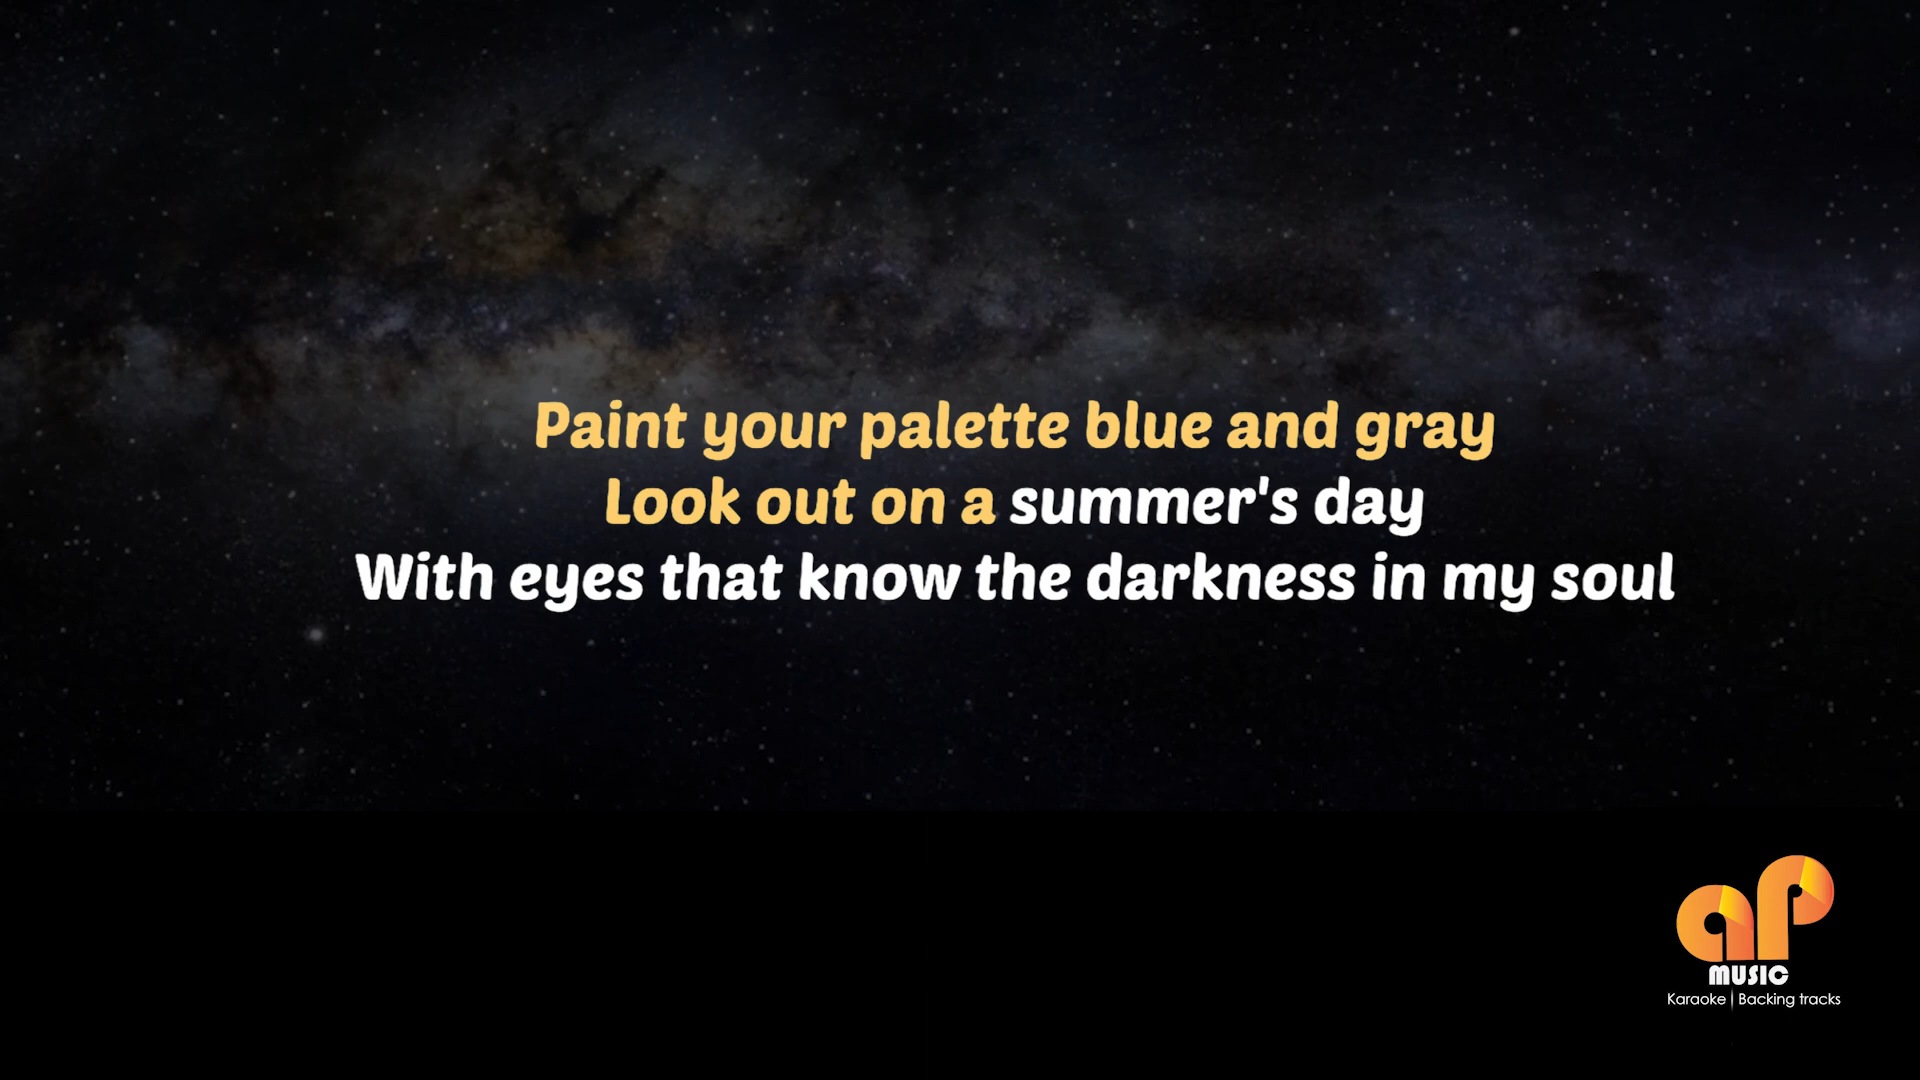 Paint your palette blue and gray
Look out on a summer's day
With eyes that know the darkness in my soul
ap
MUSIC
Karaoke | Backing tracks